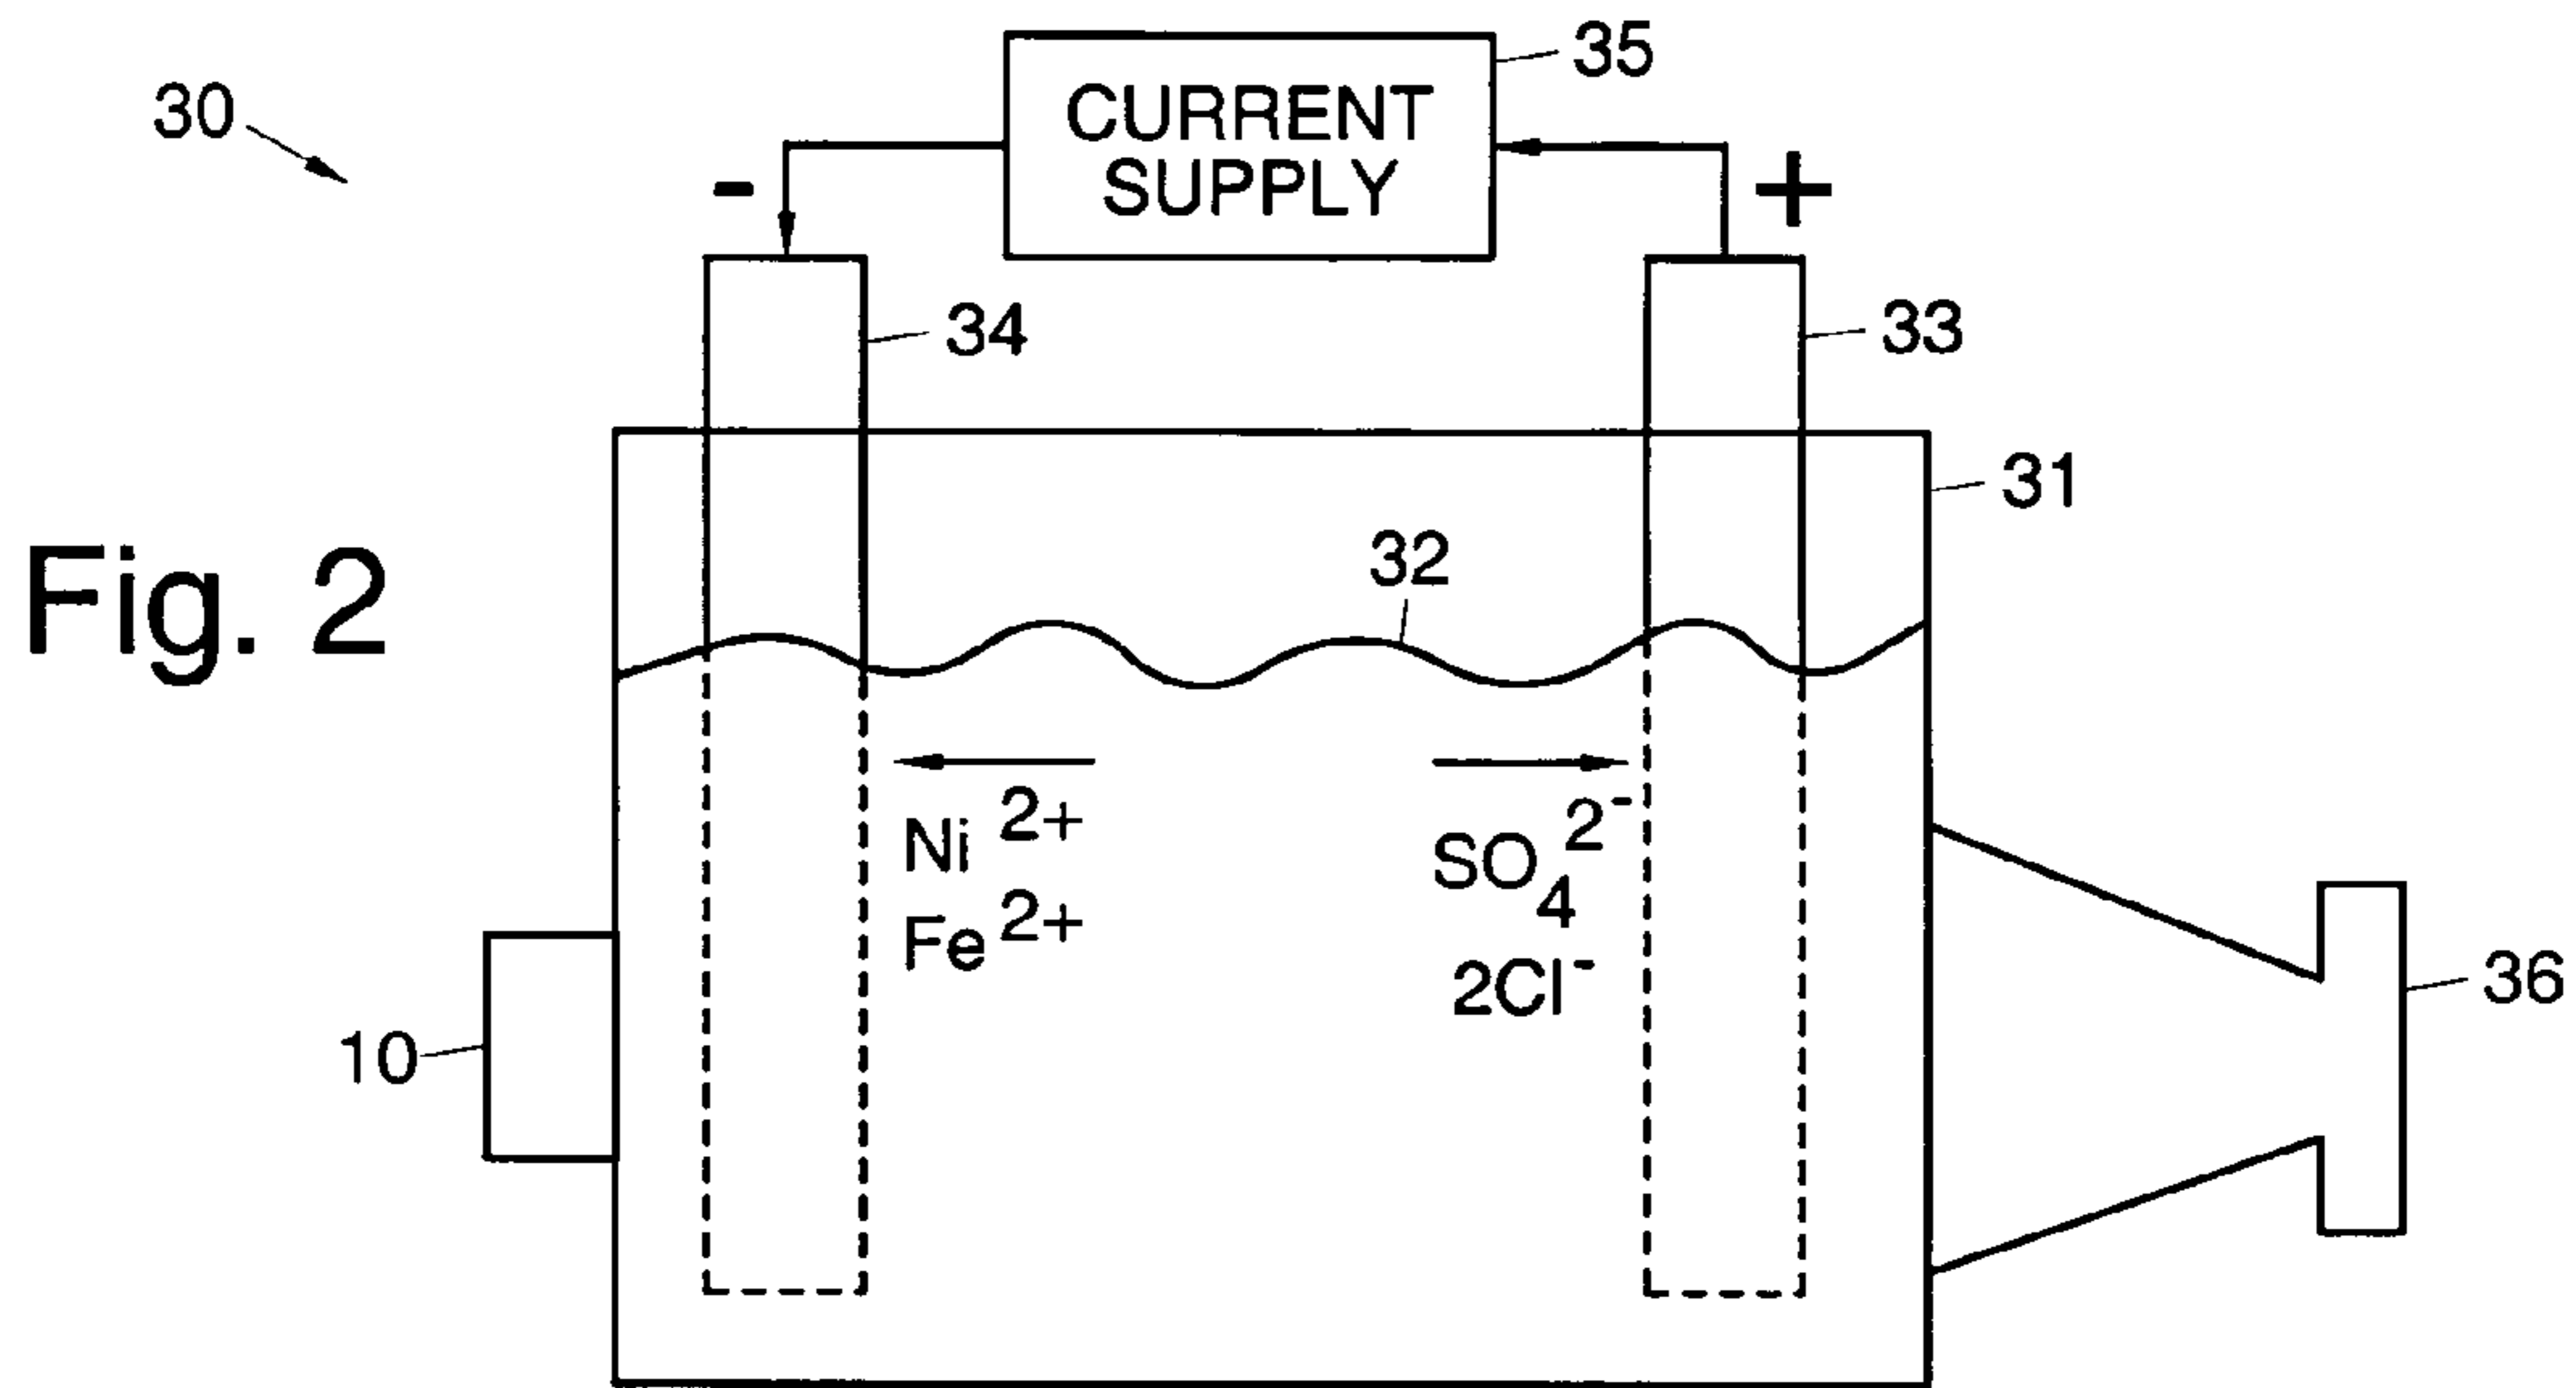 30
35
CURRENT
SUPPLY
-
+
34
33
31
Fig. 2
32
Ni 2+
Fe 2+
SO4 2-
2Cl-
10
36